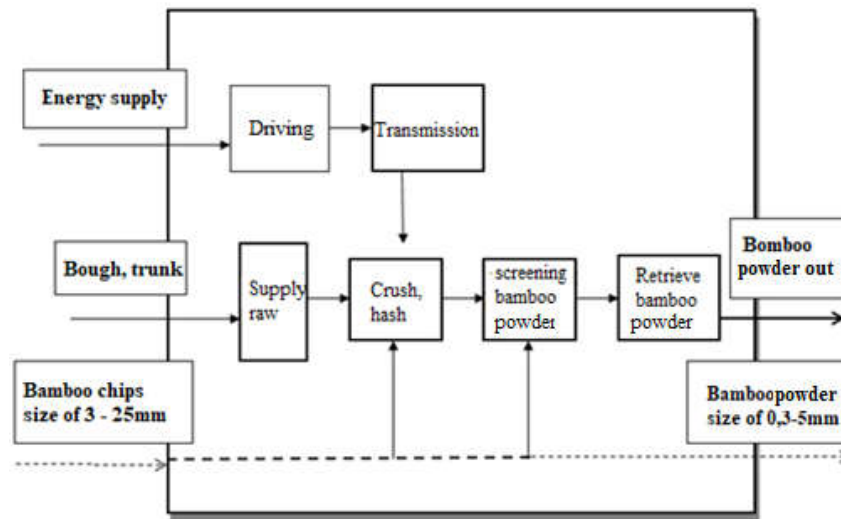 Energy supply
Driving
Transmission
Bough, trunk
Supply
raw
Crush,
hash
screening
bamboo
powder
Retrieve
bamboo
powder
Bomboo
powder out
Bamboo chips
size of 3 - 25mm
Bamboopowder
size of 0,3-5mm